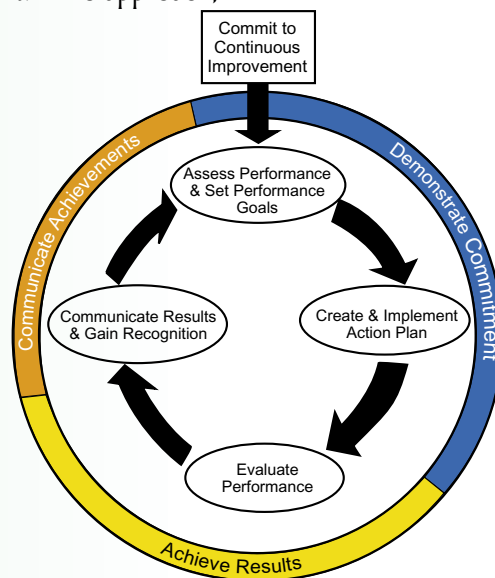 Commit to
Continuous
Improvement
Communicate Achievements
Demonstrate Commitment
Assess Performance
& Set Performance
Goals
Communicate Results
& Gain Recognition
Create & Implement
Action Plan
Evaluate
Performance
Achieve Results